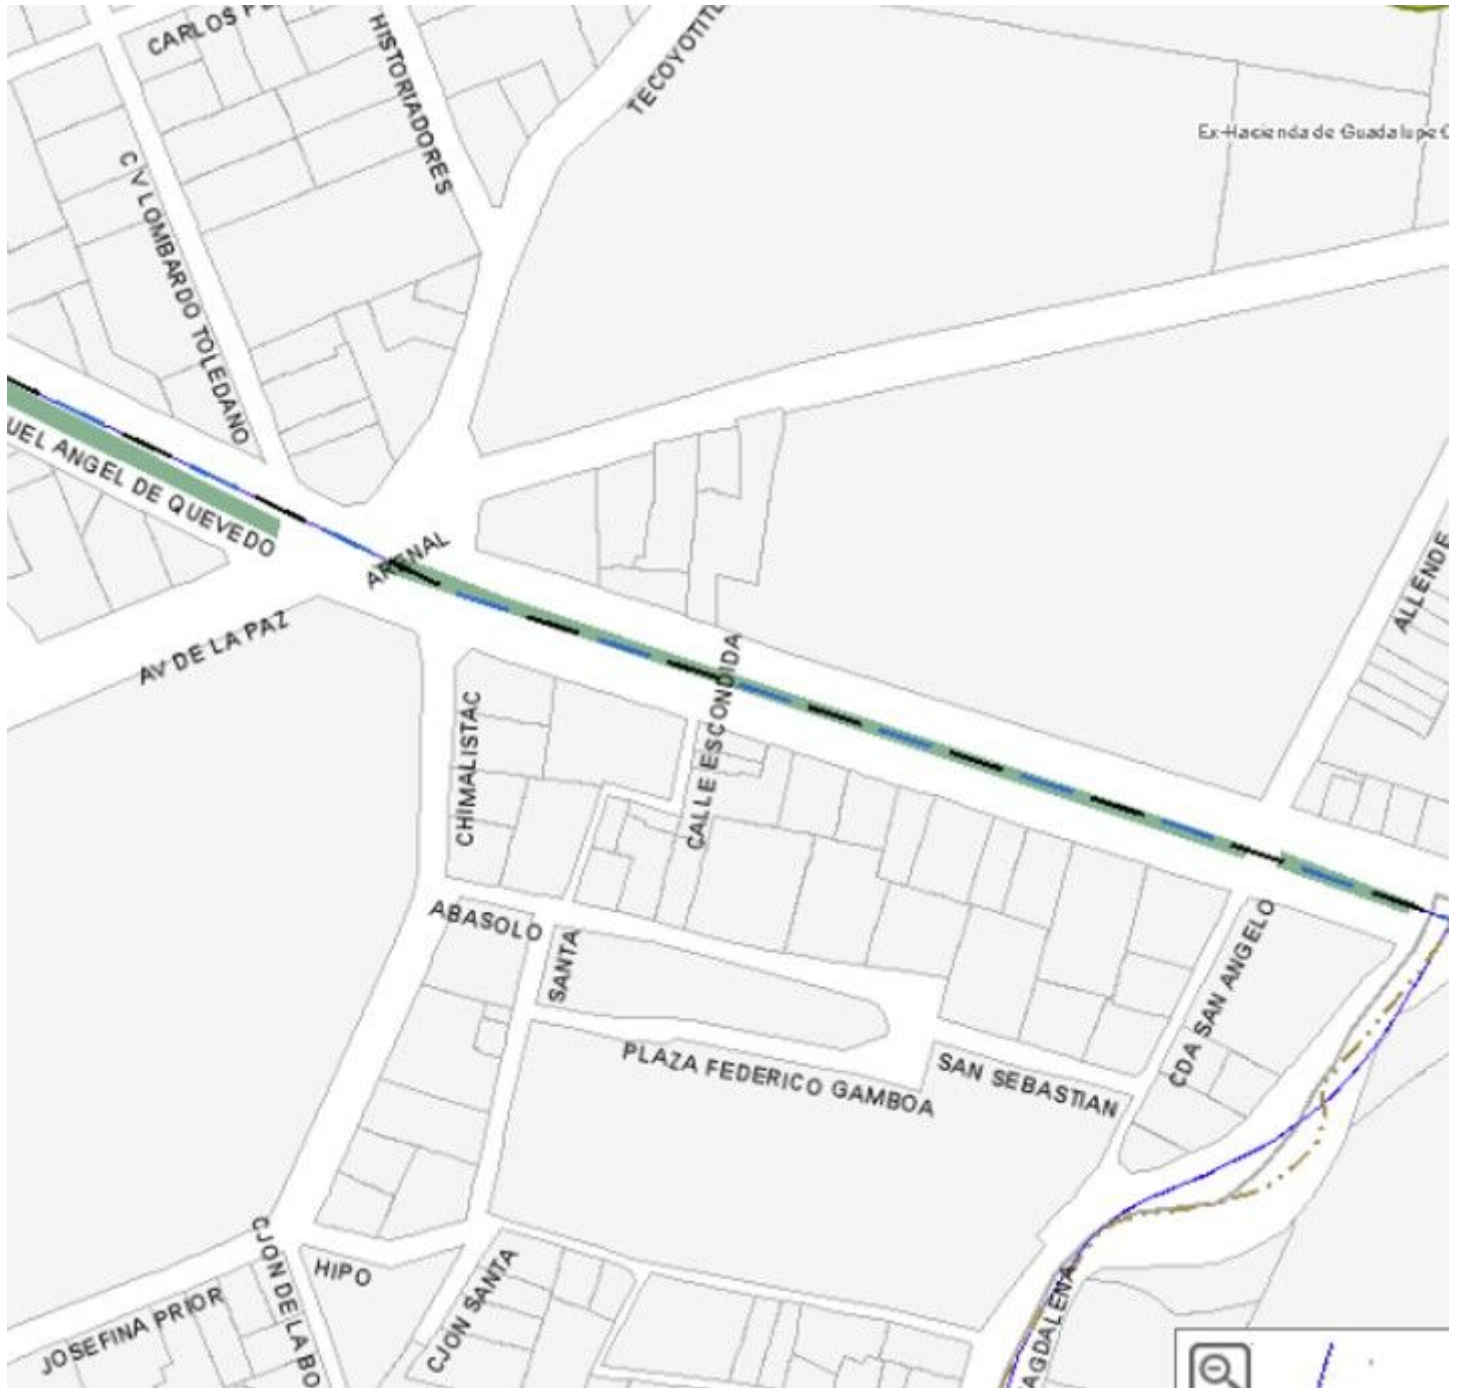 CARLOS
HISTORIADORES
TECOYOTITL
Ex-Hacienda de Guadalupe C
C V LOMBARDO TOLEDANO
UEL ANGEL DE QUEVEDO
ARENAL
ALLENDE
AV DE LA PAZ
CALLE ESCONDIDA
CHIMALISTAC
ABASOLO
SANTA
CDA SAN ANGELO
PLAZA FEDERICO GAMBOA
SAN SEBASTIAN
CJON DE LA BO
HIPO
CJON SANTA
JOSEFINA PRIOR
AGDALENA